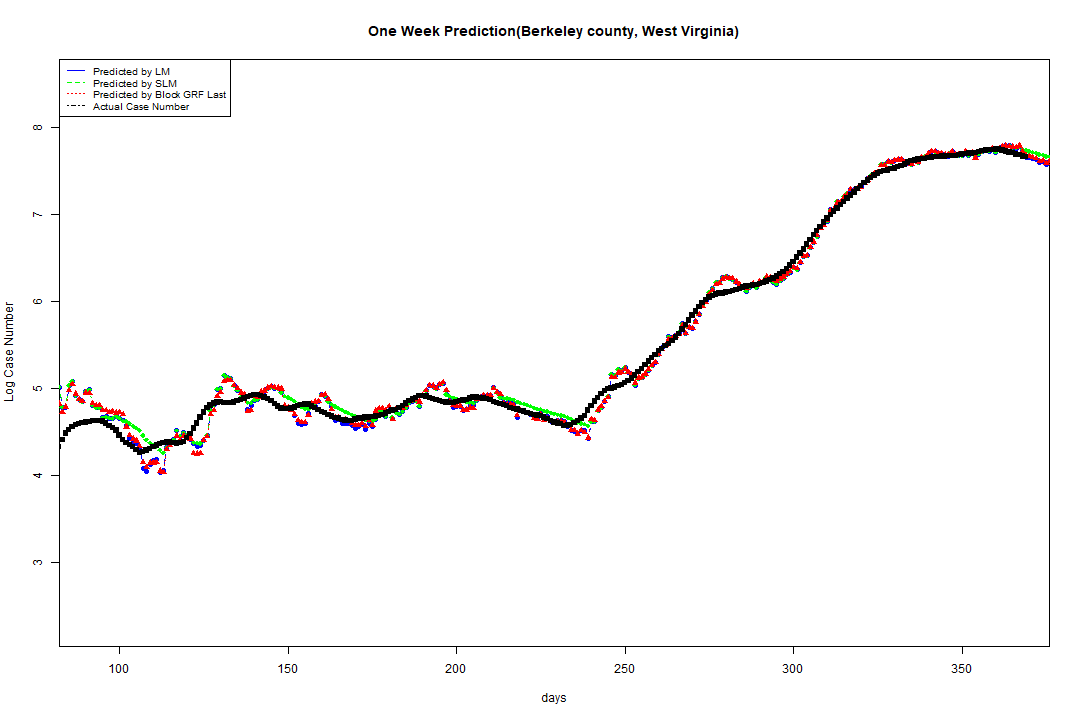 One Week Prediction(Berkeley county, West Virginia)
Predicted by LM
Predicted by SLM
Predicted by Block GRF Last
Actual Case Number
8
7
6
5
4
3
Log Case Number
100 150 200 250 300 350
days